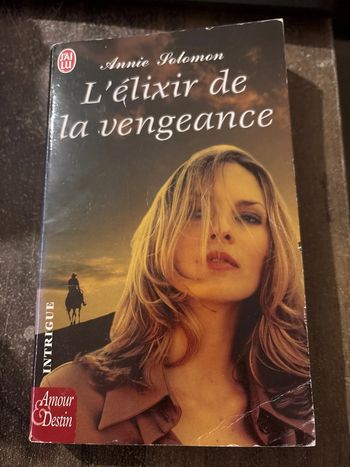 J'AI
LU
Annie Solomon
L'élixir de
la vengeance
INTRIGUE
Amour
& Destin